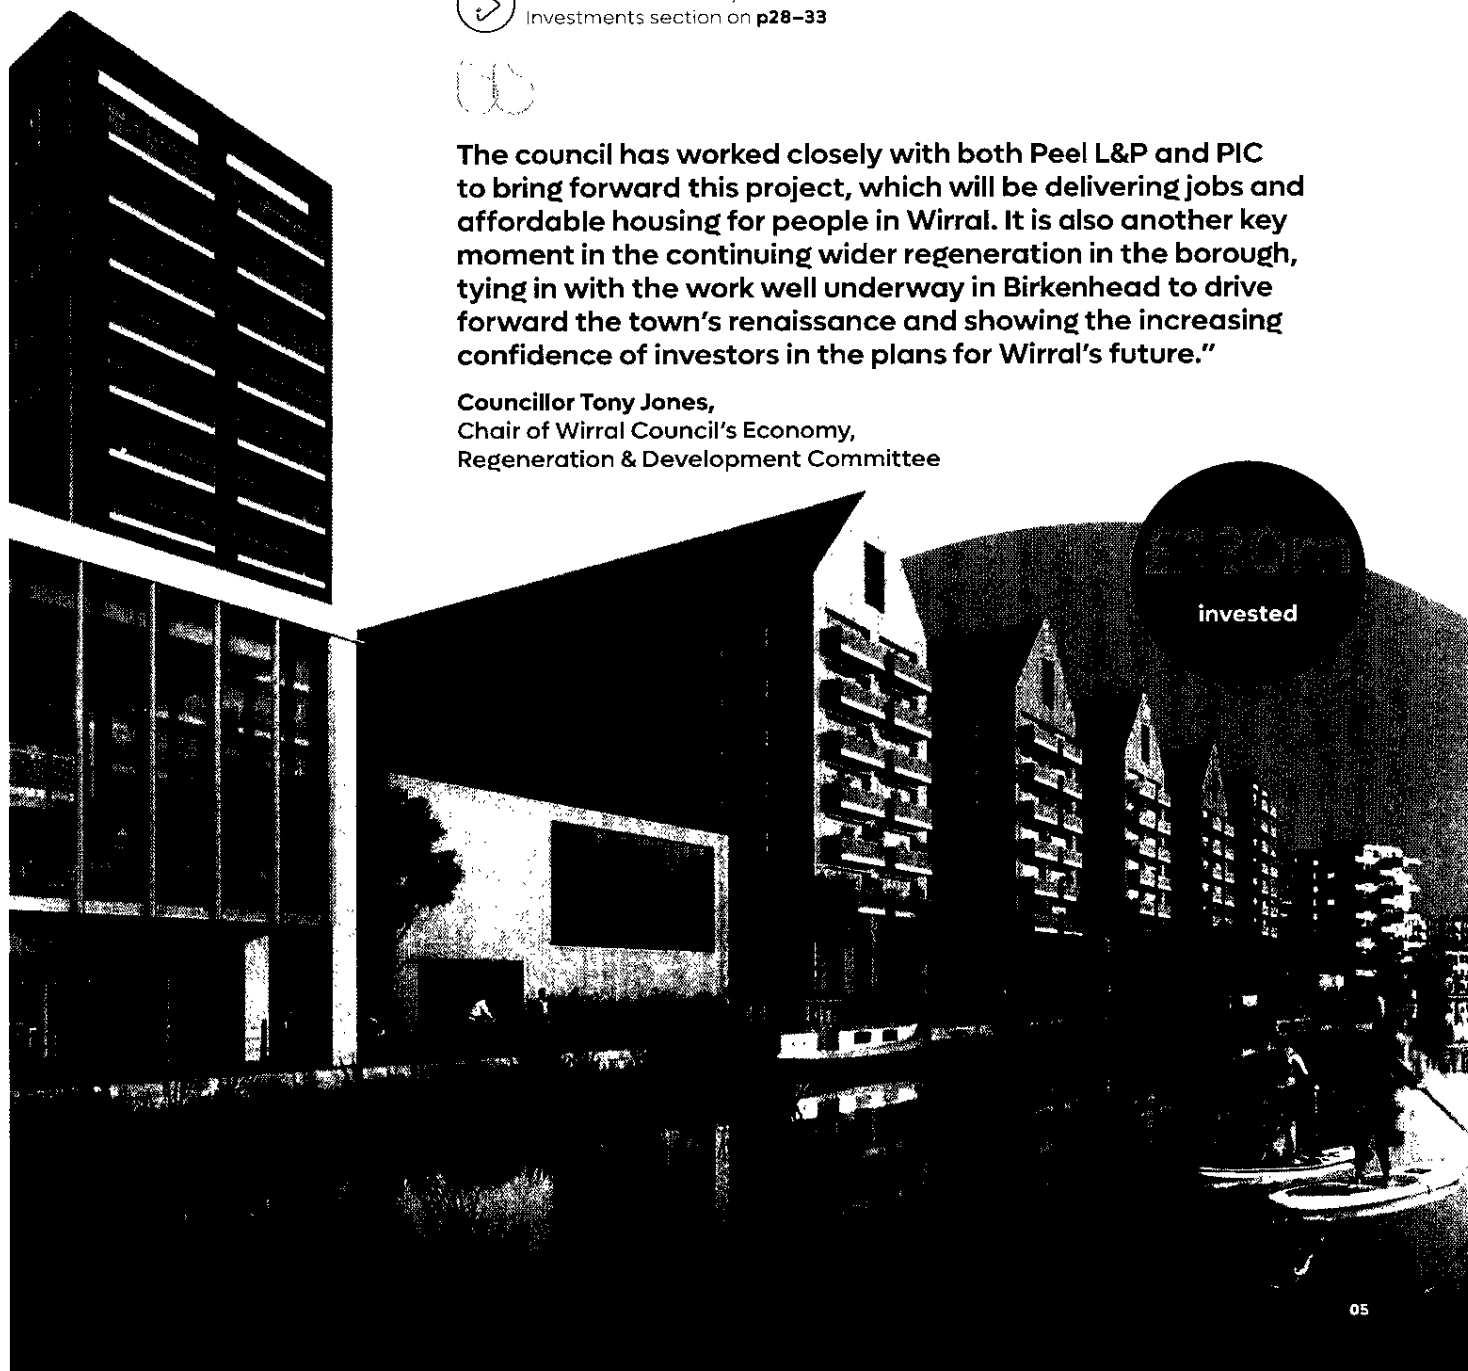 Investments section on p28–33
The council has worked closely with both Peel L&P and PIC
to bring forward this project, which will be delivering jobs and
affordable housing for people in Wirral. It is also another key
moment in the continuing wider regeneration in the borough,
tying in with the work well underway in Birkenhead to drive
forward the town's renaissance and showing the increasing
confidence of investors in the plans for Wirral's future.”
Councillor Tony Jones,
Chair of Wirral Council's Economy,
Regeneration & Development Committee
invested
05